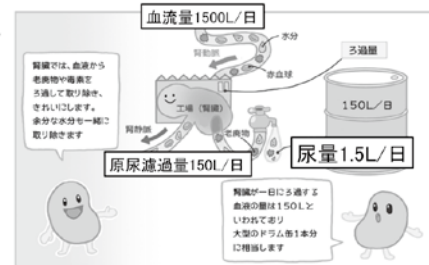 血流量1500L/日
腎動脈
水分
赤血球
ろ過量
腎臓では、血液から
老廃物や毒素を
ろ過して取り除き、
きれいにします。
余分な水分も一緒に
取り除きます
工場（腎臓）
150L/日
腎静脈
老廃物
原尿濾過量150L/日
尿量1.5L/日
腎臓が一日にろ過する
血液の量は150Lと
いわれており
大型のドラム缶1本分
に相当します